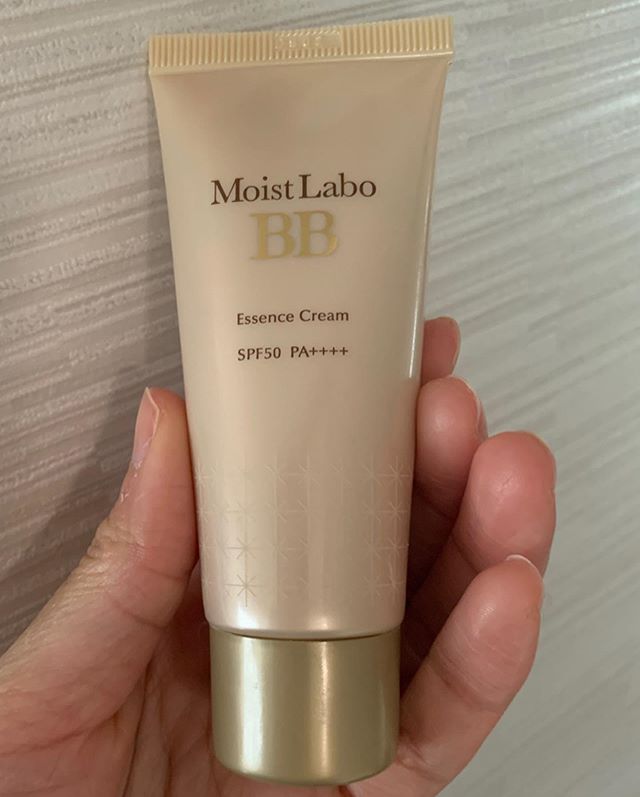 Moist Labo
BB
Essence Cream
SPF50 PA++++